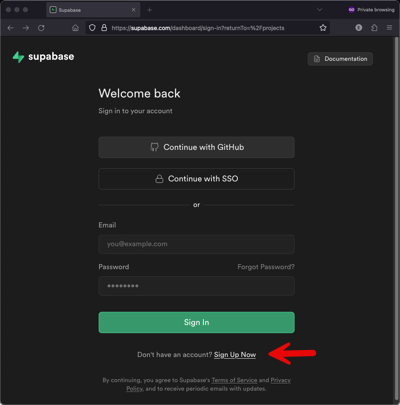 Supabase
Private browsing
https://supabase.com/dashboard/sign-in?returnTo=%2Fprojects
supabase
Documentation
Welcome back
Sign in to your account
Continue with GitHub
Continue with SSO
or
Email
you@example.com
Password Forgot Password?
••••••••
Sign In
Don't have an account? Sign Up Now
By continuing, you agree to Supabase's Terms of Service and Privacy
Policy, and to receive periodic emails with updates.